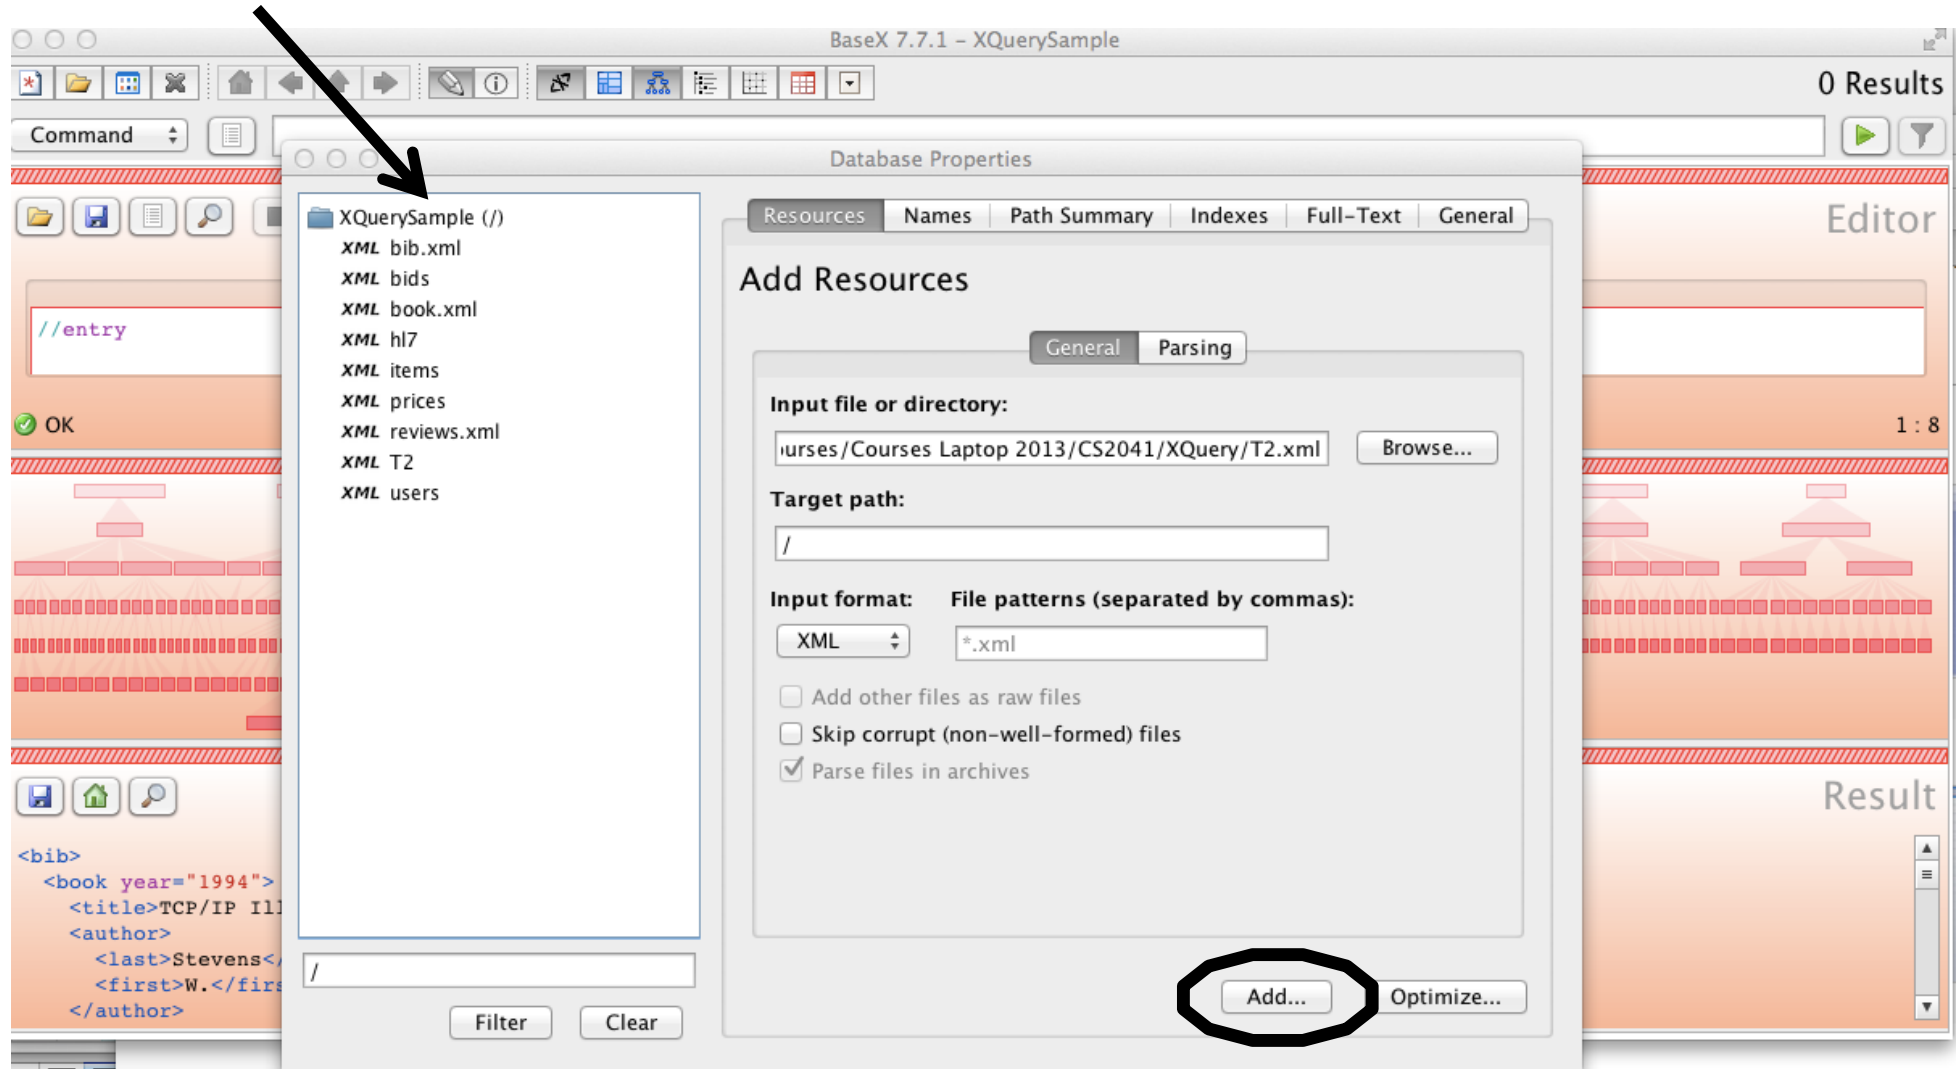 BaseX 7.7.1 – XQuerySample
0 Results
Command
Database Properties
XQuerySample (/)
XML bib.xml
XML bids
XML book.xml
XML hl7
XML items
XML prices
XML reviews.xml
XML T2
XML users
/
Filter
Clear
Resources
Names
Path Summary
Indexes
Full-Text
General
Add Resources
General
Parsing
Input file or directory:
urses/Courses Laptop 2013/CS2041/XQuery/T2.xml
Browse...
Target path:
/
Input format:
File patterns (separated by commas):
XML
*.xml
Add other files as raw files
Skip corrupt (non-well-formed) files
Parse files in archives
Add...
Optimize...
Editor
//entry
OK
1 : 8
Result
<bib>
<book year="1994">
<title>TCP/IP Ill
<author>
<last>Stevens<
<first>W.</firs
</author>